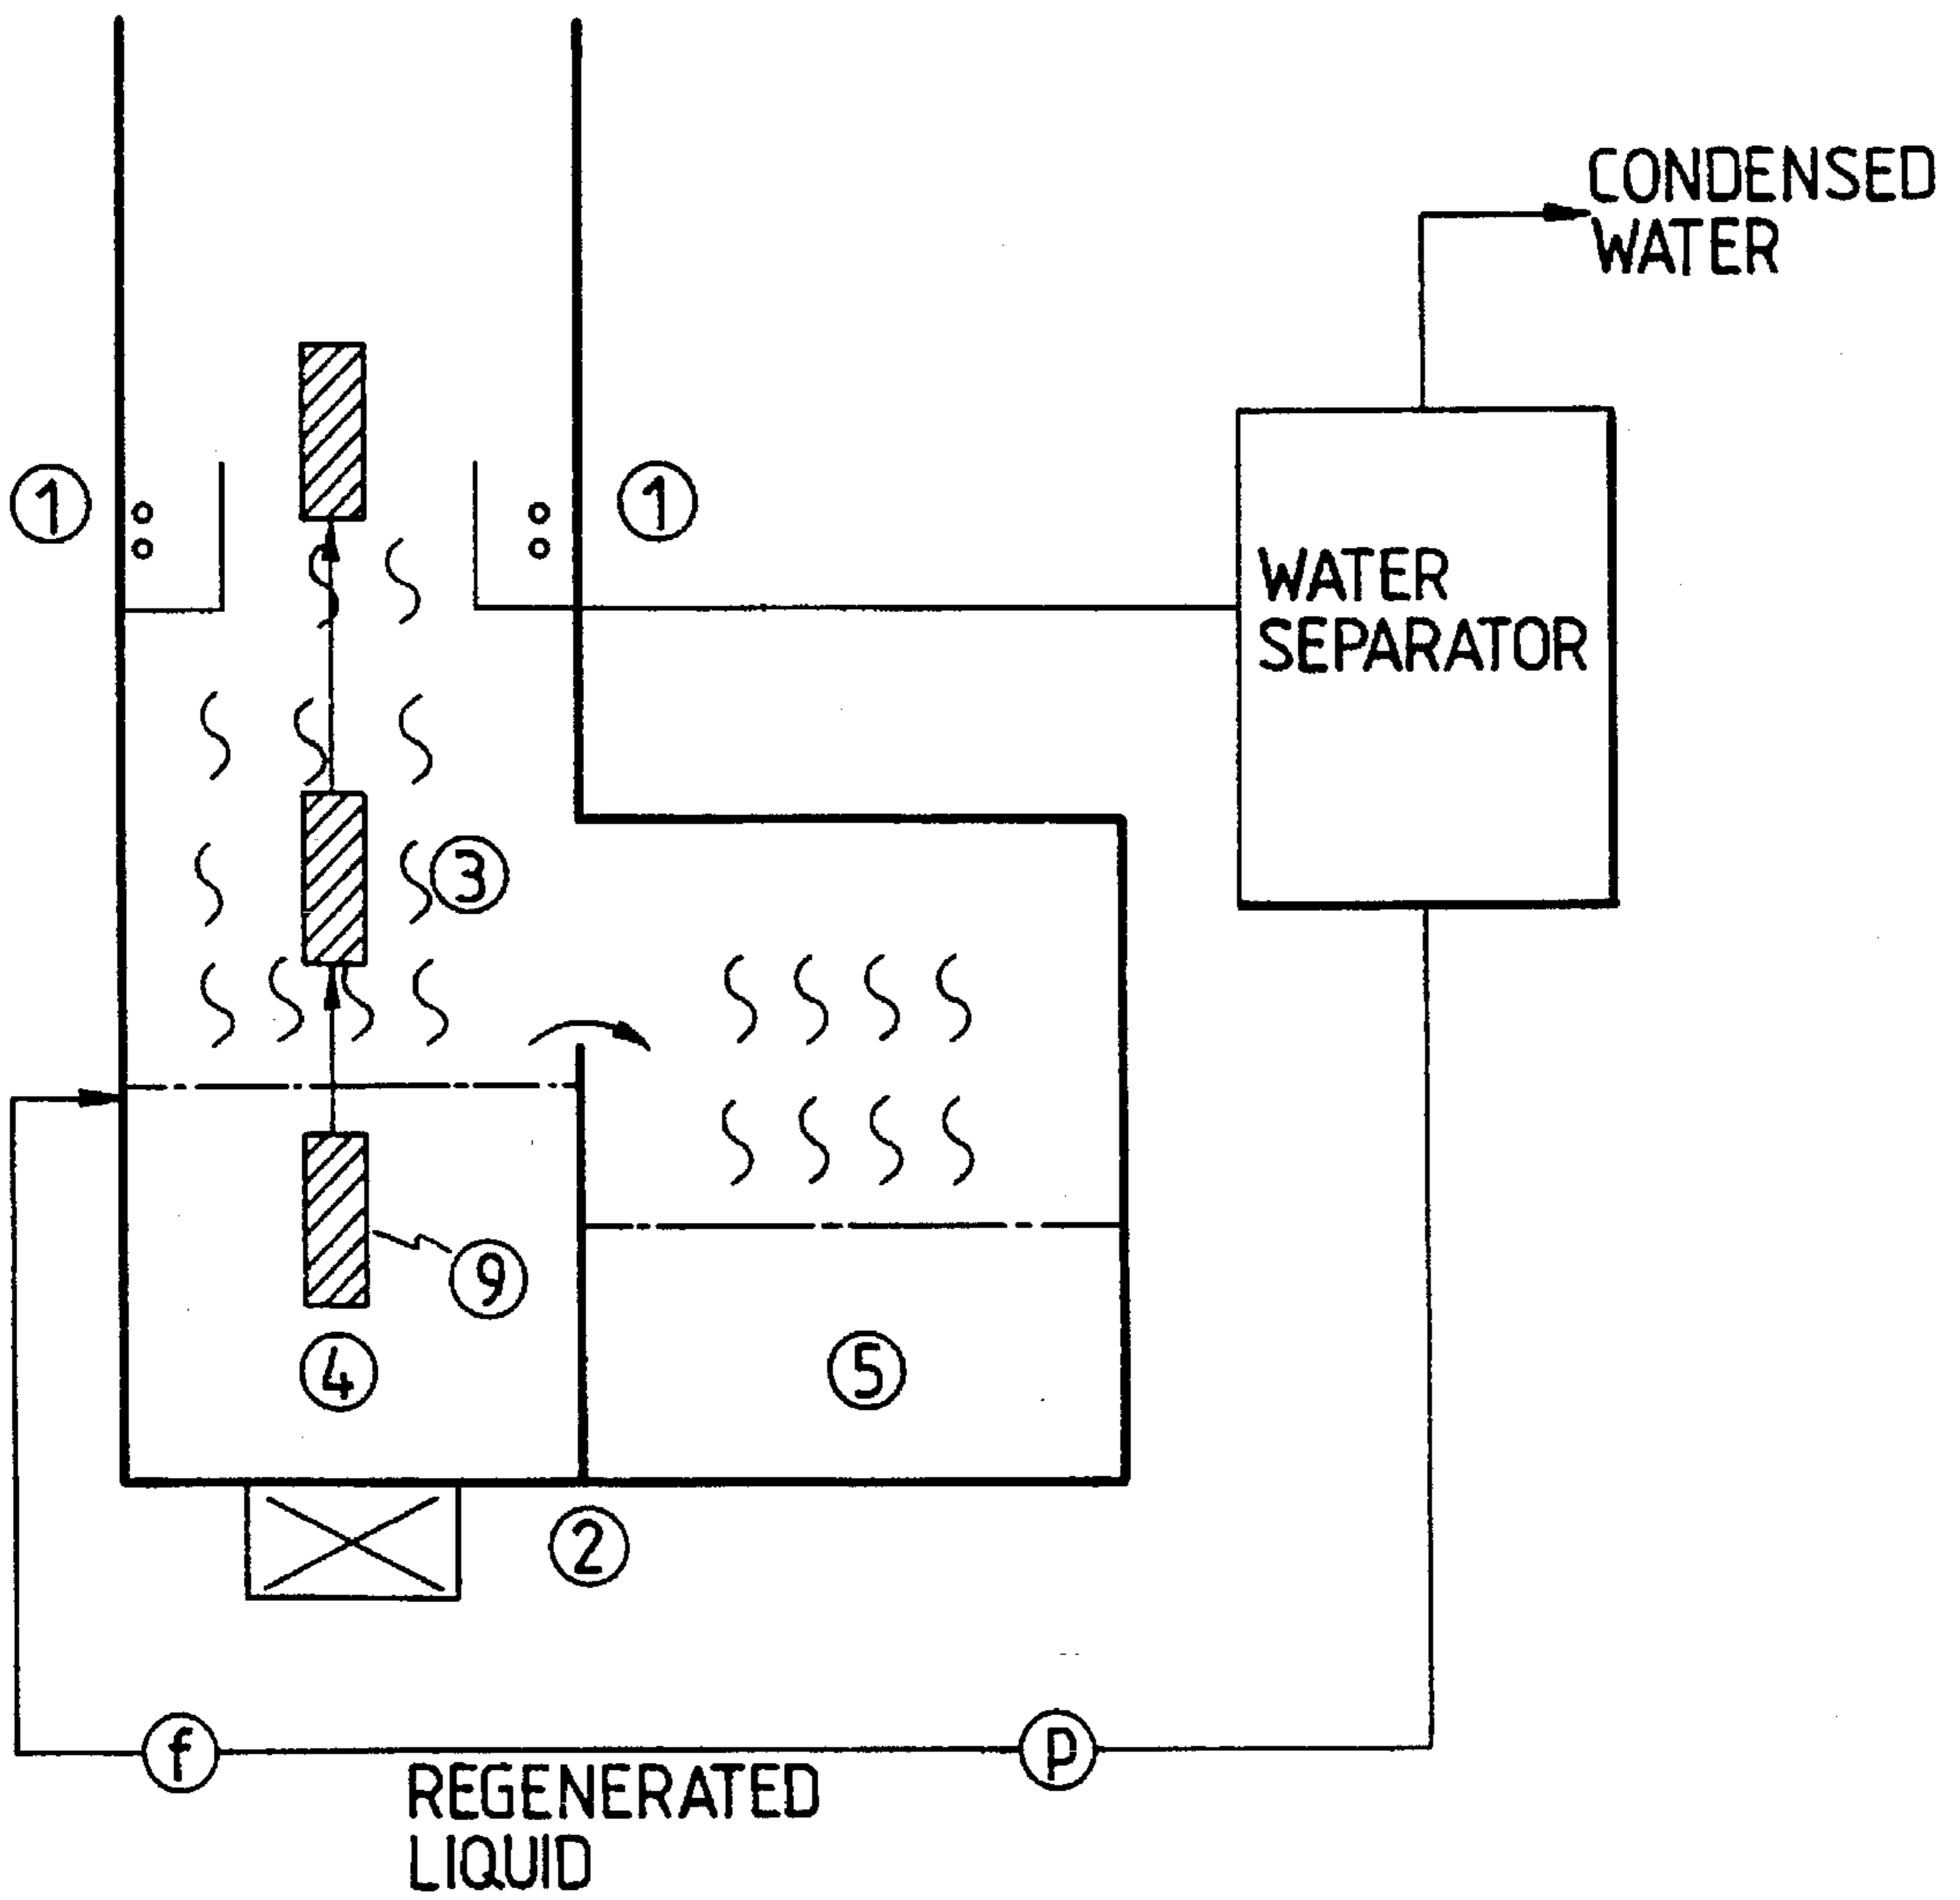 CONDENSED
WATER
1
1
WATER
SEPARATOR
3
9
4
5
2
f
P
REGENERATED
LIQUID